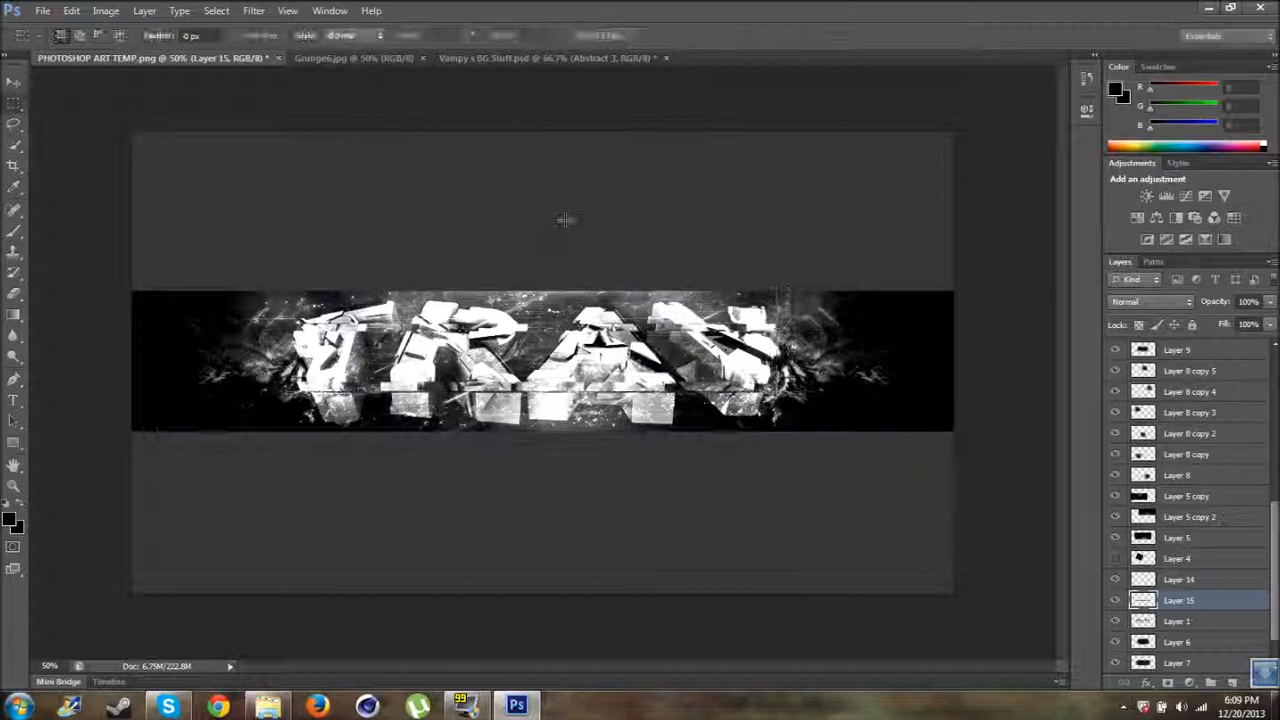 Ps File Edit Image Layer Type Select Filter View Window Help
Feather: 0 px Style: Essentials
PHOTOSHOP ART TEMP.png @ 50% (Layer 15, RGB/8) * × Grunge6.jpg @ 50% (RGB/8) × Vampy s BG Stuff.psd @ 66.7% (Abstract 3, RGB/8) * ×
Color Swatches
R
G
B
Adjustments Styles
Add an adjustment
Layers Paths
Kind
Normal Opacity: 100%
Lock: Fill: 100%
Layer 9
Layer 8 copy 5
Layer 8 copy 4
Layer 8 copy 3
Layer 8 copy 2
Layer 8 copy
Layer 8
Layer 5 copy
Layer 5 copy 2
Layer 5
Layer 4
Layer 14
Layer 15
Layer 1
Layer 6
Layer 7
50% Doc: 6.79M/222.8M
Mini Bridge Timeline
99
Ps
6:09 PM
12/20/2013